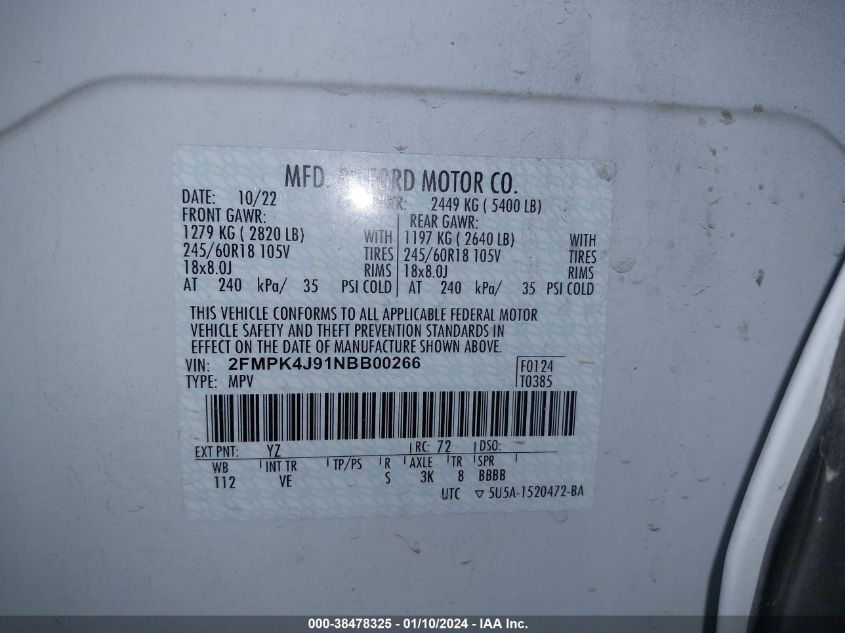 MFD. FORD MOTOR CO.
DATE: 10/22 2449 KG ( 5400 LB)
FRONT GAWR: REAR GAWR:
1279 KG ( 2820 LB) WITH 1197 KG ( 2640 LB) WITH
245/60R18 105V TIRES 245/60R18 105V TIRES
18x8.0J RIMS 18x8.0J RIMS
AT 240 kPa/ 35 PSI COLD AT 240 kPa/ 35 PSI COLD
THIS VEHICLE CONFORMS TO ALL APPLICABLE FEDERAL MOTOR
VEHICLE SAFETY AND THEFT PREVENTION STANDARDS IN
EFFECT ON THE DATE OF MANUFACTURE SHOWN ABOVE.
VIN: 2FMPK4J91NBB00266 F0124
TYPE: MPV T0385
EXT PNT: YZ RC: 72 DSO:
WB INT TR TP/PS R AXLE TR SPR
112 VE S 3K 8 BBBB
UTC ▽ 5U5A-1520472-BA
000-38478325 - 01/10/2024 - IAA Inc.